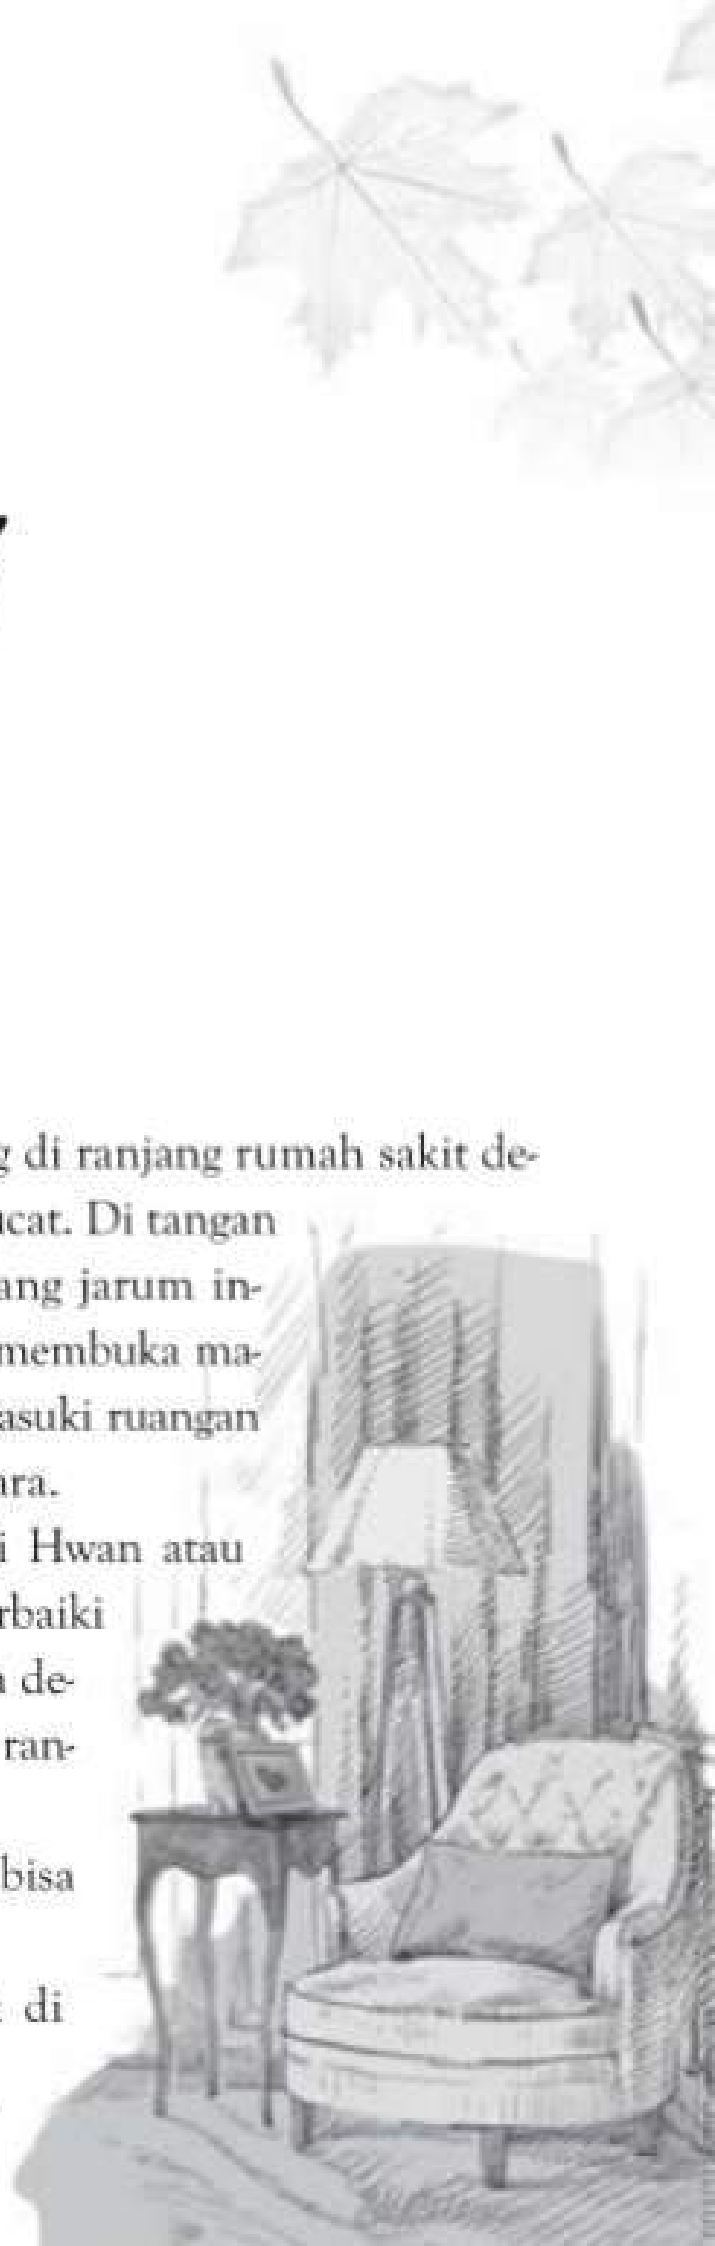 g di ranjang rumah sakit de-
ucat. Di tangan
ang jarum in-
membuka ma-
asuki ruangan
ara.
i Hwan atau
rbaiki
n de-
ran-
bisa
di